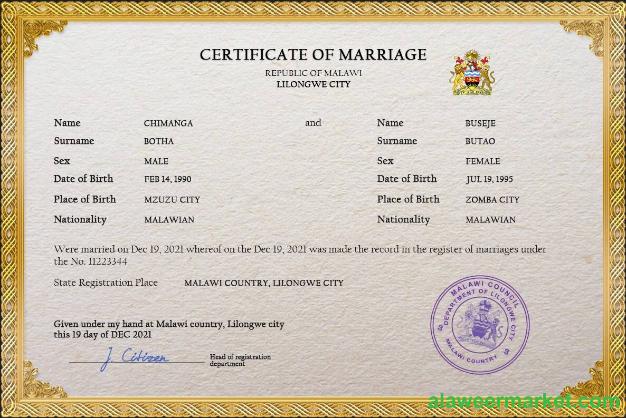 CERTIFICATE OF MARRIAGE
REPUBLIC OF MALAWI
LILONGWE CITY
Name CHIMANGA and Name BUSEJE
Surname BOTHA Surname BUTAO
Sex MALE Sex FEMALE
Date of Birth FEB 14, 1990 Date of Birth JUL 19, 1995
Place of Birth MZUZU CITY Place of Birth ZOMBA CITY
Nationality MALAWIAN Nationality MALAWIAN
Were married on Dec 19, 2021 whereof on the Dec 19, 2021 was made the record in the register of marriages under
the No. 11223344
State Registration Place MALAWI COUNTRY, LILONGWE CITY
MALAWI COUNCIL
DEPARTMENT OF LILONGWE CITY
MALAWI COUNTRY
Given under my hand at Malawi country, Lilongwe city
this 19 day of DEC 2021
J. Citizen Head of registration
department
alaweermarket.com